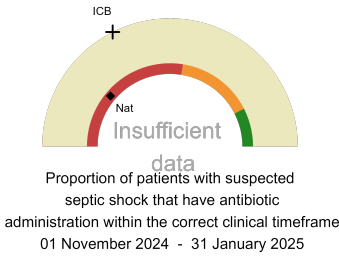 ICB
Nat
Insufficient
data
Proportion of patients with suspected
septic shock that have antibiotic
administration within the correct clinical timeframe
01 November 2024 - 31 January 2025